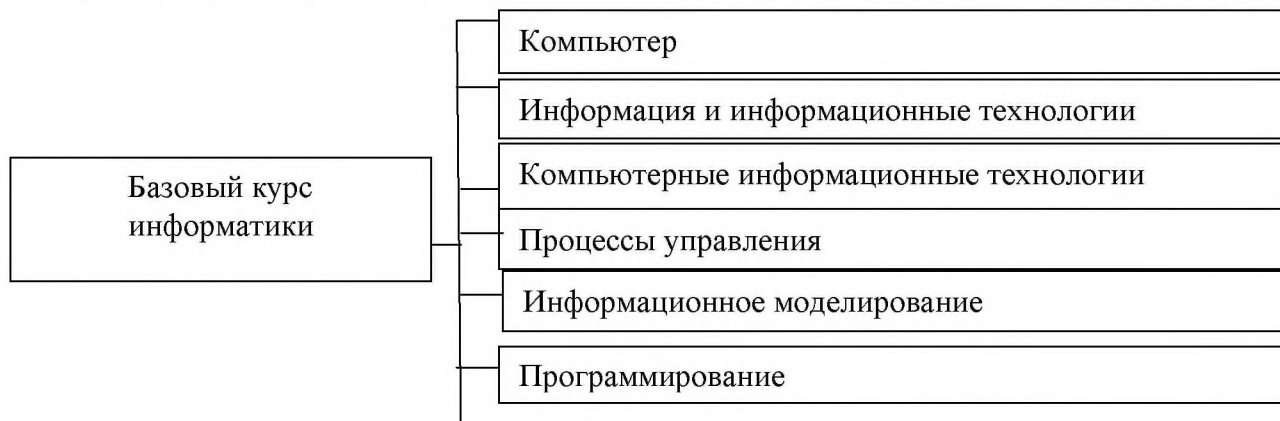 Компьютер
Информация и информационные технологии
Компьютерные информационные технологии
Базовый курс
информатики
Процессы управления
Информационное моделирование
Программирование